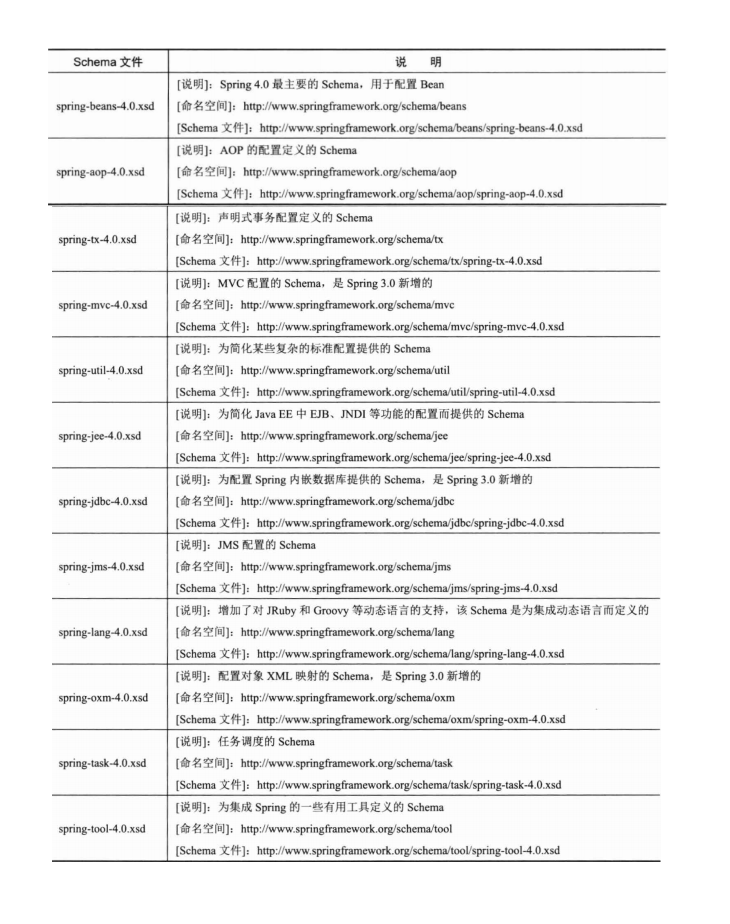 Schema 文件
说 明
spring-beans-4.0.xsd
[说明]：Spring 4.0 最主要的 Schema，用于配置 Bean
[命名空间]：http://www.springframework.org/schema/beans
[Schema 文件]：http://www.springframework.org/schema/beans/spring-beans-4.0.xsd
spring-aop-4.0.xsd
[说明]：AOP 的配置定义的 Schema
[命名空间]：http://www.springframework.org/schema/aop
[Schema 文件]：http://www.springframework.org/schema/aop/spring-aop-4.0.xsd
spring-tx-4.0.xsd
[说明]：声明式事务配置定义的 Schema
[命名空间]：http://www.springframework.org/schema/tx
[Schema 文件]：http://www.springframework.org/schema/tx/spring-tx-4.0.xsd
spring-mvc-4.0.xsd
[说明]：MVC 配置的 Schema，是 Spring 3.0 新增的
[命名空间]：http://www.springframework.org/schema/mvc
[Schema 文件]：http://www.springframework.org/schema/mvc/spring-mvc-4.0.xsd
spring-util-4.0.xsd
[说明]：为简化某些复杂的标准配置提供的 Schema
[命名空间]：http://www.springframework.org/schema/util
[Schema 文件]：http://www.springframework.org/schema/util/spring-util-4.0.xsd
spring-jee-4.0.xsd
[说明]：为简化 Java EE 中 EJB、JNDI 等功能的配置而提供的 Schema
[命名空间]：http://www.springframework.org/schema/jee
[Schema 文件]：http://www.springframework.org/schema/jee/spring-jee-4.0.xsd
spring-jdbc-4.0.xsd
[说明]：为配置 Spring 内嵌数据库提供的 Schema，是 Spring 3.0 新增的
[命名空间]：http://www.springframework.org/schema/jdbc
[Schema 文件]：http://www.springframework.org/schema/jdbc/spring-jdbc-4.0.xsd
spring-jms-4.0.xsd
[说明]：JMS 配置的 Schema
[命名空间]：http://www.springframework.org/schema/jms
[Schema 文件]：http://www.springframework.org/schema/jms/spring-jms-4.0.xsd
spring-lang-4.0.xsd
[说明]：增加了对 JRuby 和 Groovy 等动态语言的支持，该 Schema 是为集成动态语言而定义的
[命名空间]：http://www.springframework.org/schema/lang
[Schema 文件]：http://www.springframework.org/schema/lang/spring-lang-4.0.xsd
spring-oxm-4.0.xsd
[说明]：配置对象 XML 映射的 Schema，是 Spring 3.0 新增的
[命名空间]：http://www.springframework.org/schema/oxm
[Schema 文件]：http://www.springframework.org/schema/oxm/spring-oxm-4.0.xsd
spring-task-4.0.xsd
[说明]：任务调度的 Schema
[命名空间]：http://www.springframework.org/schema/task
[Schema 文件]：http://www.springframework.org/schema/task/spring-task-4.0.xsd
spring-tool-4.0.xsd
[说明]：为集成 Spring 的一些有用工具定义的 Schema
[命名空间]：http://www.springframework.org/schema/tool
[Schema 文件]：http://www.springframework.org/schema/tool/spring-tool-4.0.xsd